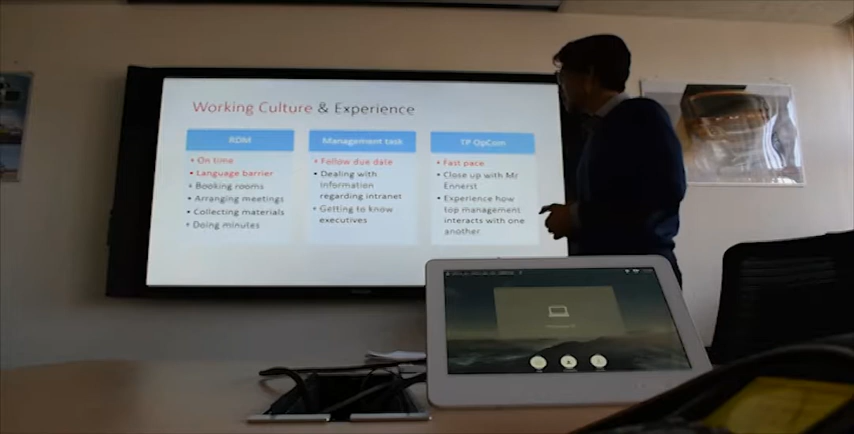 Working Culture & Experience
RDM
• On time
• Language barrier
• Booking rooms
• Arranging meetings
• Collecting materials
• Doing minutes
Management task
• Follow due date
• Dealing with
information
regarding intranet
• Getting to know
executives
TP OpCom
• Fast pace
• Close up with Mr
Ennerst
• Experience how
top management
interacts with one
another